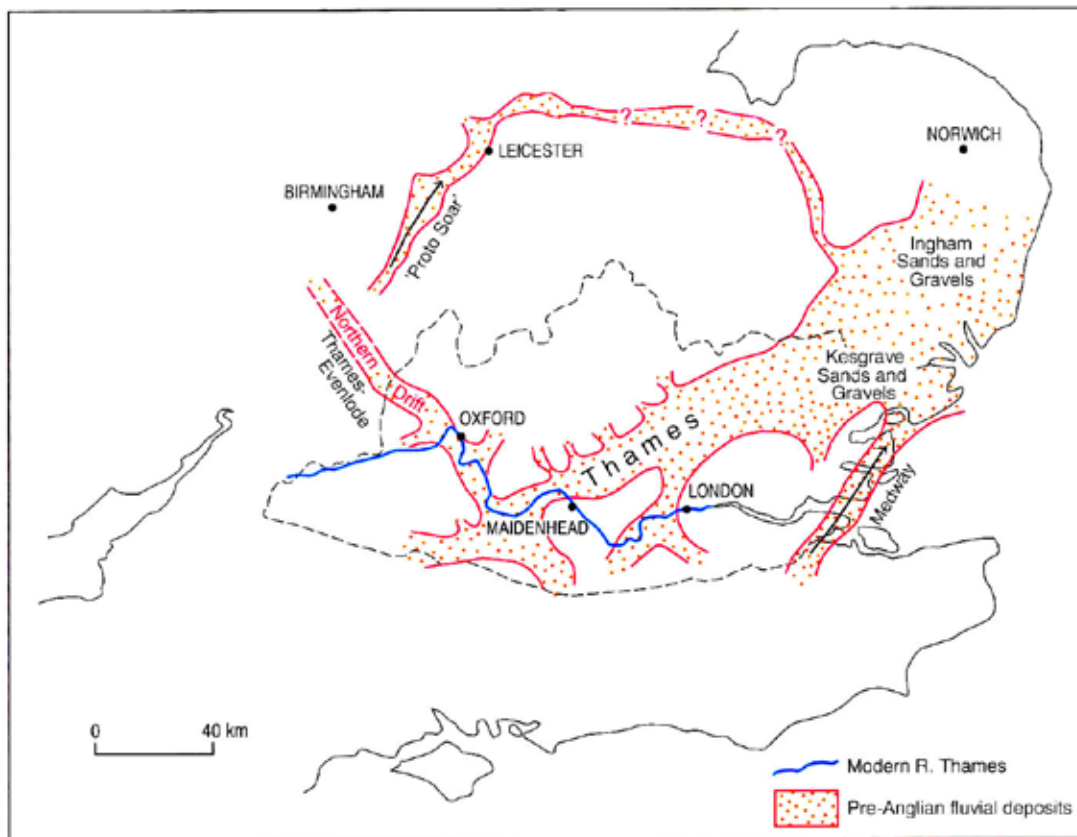 NORWICH
? ? ?
LEICESTER
BIRMINGHAM
'Proto Soar'
Ingham
Sands and
Gravels
Northern
Drift
Thames-
Evenlode
Kesgrave
Sands and
Gravels
OXFORD
Thames
LONDON
MAIDENHEAD
Medway
0 40 km
Modern R. Thames
Pre-Anglian fluvial deposits